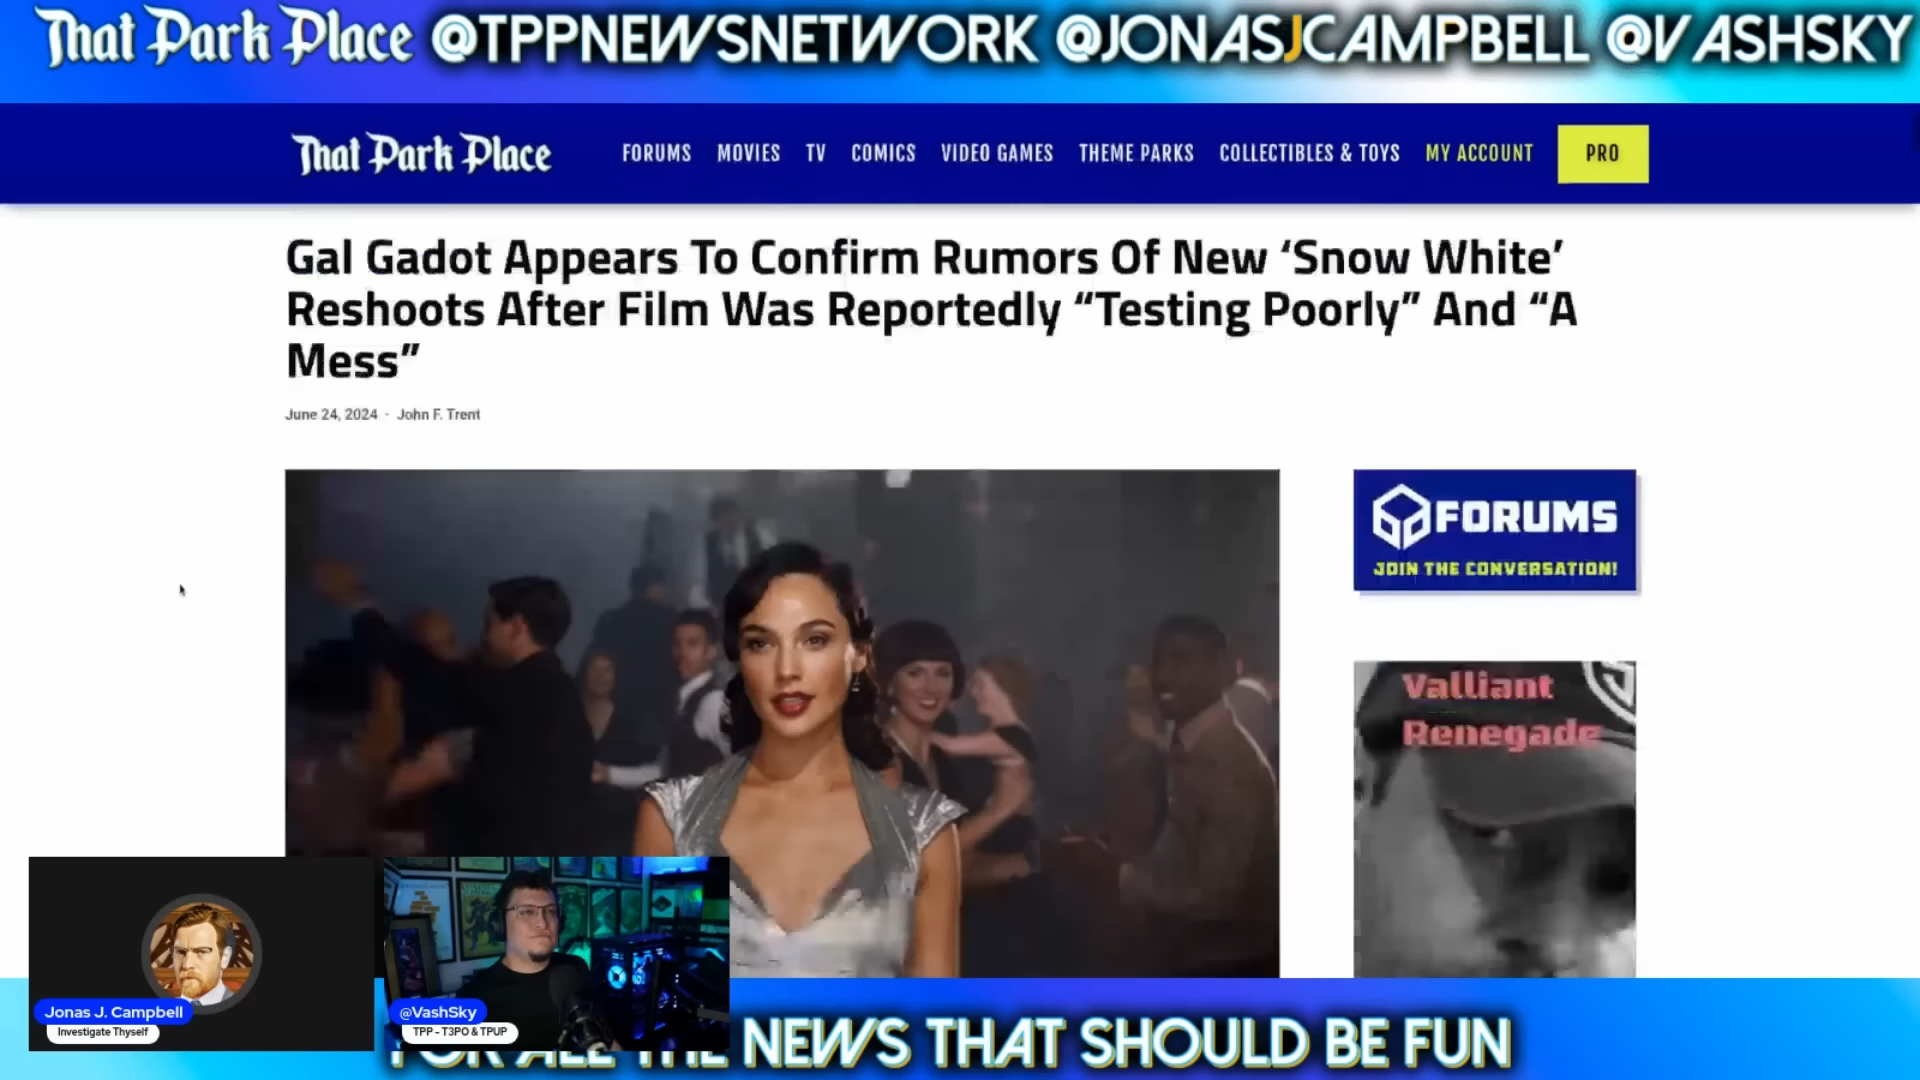 That Park Place @TPPNEWSNETWORK @JONASJCAMPBELL @VASHSKY
That Park Place FORUMS MOVIES TV COMICS VIDEO GAMES THEME PARKS COLLECTIBLES & TOYS MY ACCOUNT PRO
Gal Gadot Appears To Confirm Rumors Of New ‘Snow White’
Reshoots After Film Was Reportedly “Testing Poorly” And “A
Mess”
June 24, 2024 - John F. Trent
FORUMS
JOIN THE CONVERSATION!
Valliant
Renegade
Jonas J. Campbell
Investigate Thyself
@VashSky
TPP - T3PO & TPUP
FOR ALL THE NEWS THAT SHOULD BE FUN